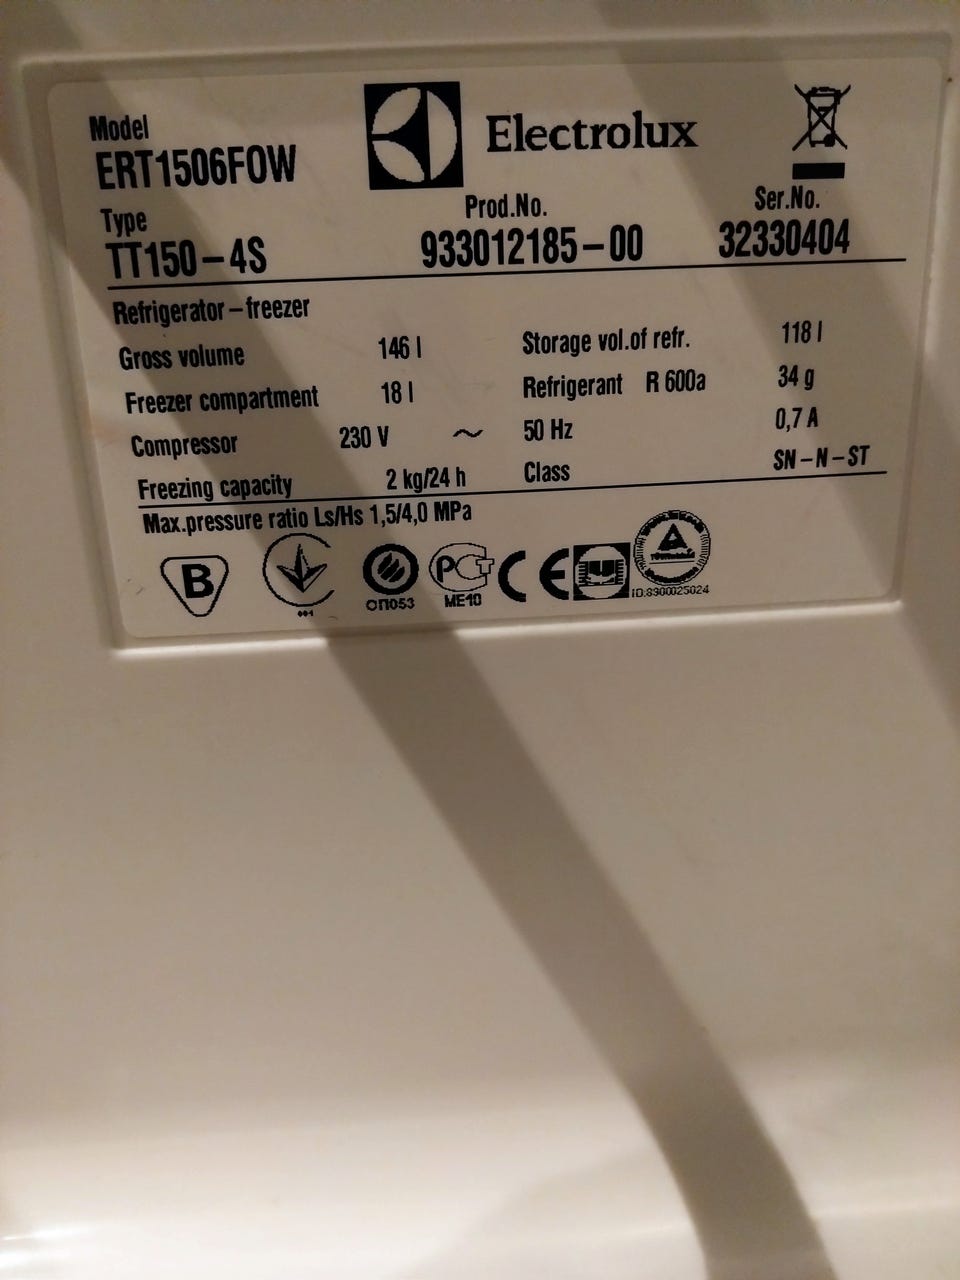 Model
ERT1506FOW
Electrolux
Type
TT150-4S
Prod.No.
933012185-00
Ser.No.
32330404
Refrigerator-freezer
Gross volume 146 l
Storage vol.of refr. 118 l
Freezer compartment 18 l
Refrigerant R 600a 34 g
Compressor 230 V ~ 50 Hz 0,7 A
Freezing capacity 2 kg/24 h
Class SN-N-ST
Max.pressure ratio Ls/Hs 1,5/4,0 MPa
B
001
ОП053
РСТ
ME10
CE
ID:8300025024